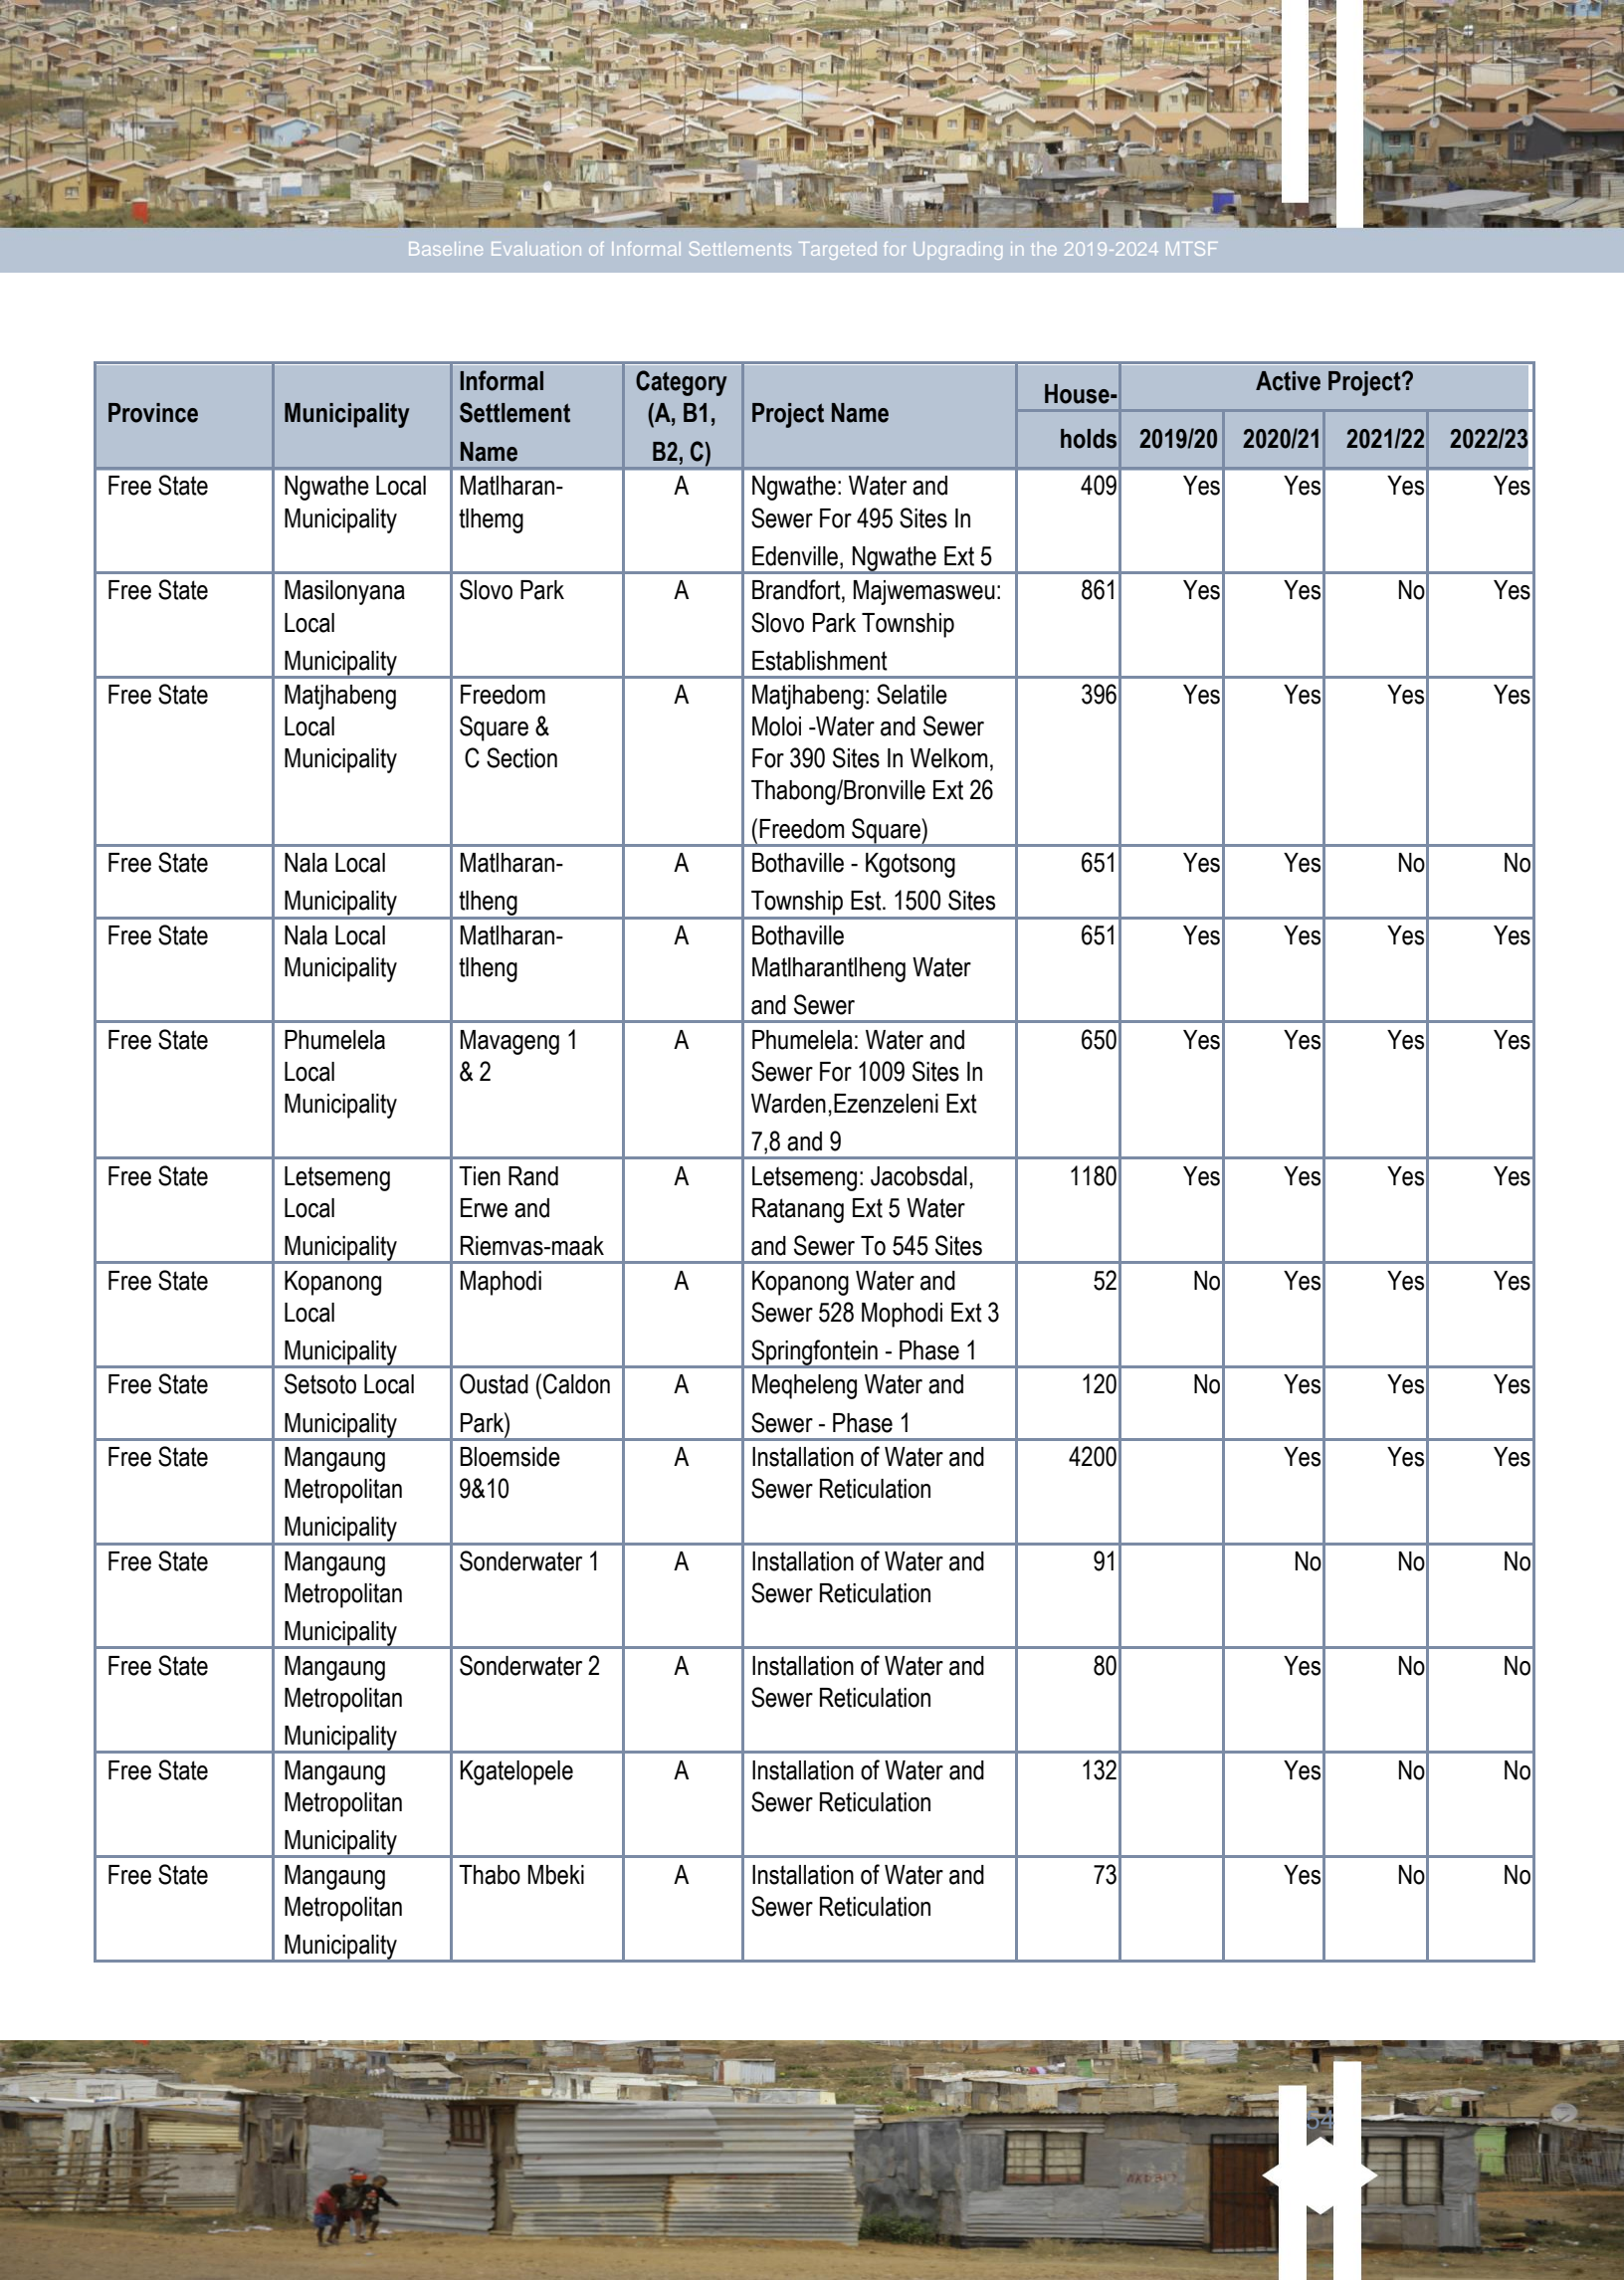 Baseline Evaluation of Informal Settlements Targeted for Upgrading in the 2019-2024 MTSF
Province
Municipality
Informal
Settlement
Name
Category
(A, B1,
B2, C)
Project Name
House-
holds
Active Project?
2019/20 2020/21 2021/22 2022/23
Free State
Ngwathe Local
Municipality
Matlharan-
tlhemg
A
Ngwathe: Water and
Sewer For 495 Sites In
Edenville, Ngwathe Ext 5
409 Yes Yes Yes Yes
Free State
Masilonyana
Local
Municipality
Slovo Park
A
Brandfort, Majwemasweu:
Slovo Park Township
Establishment
861 Yes Yes No Yes
Free State
Matjhabeng
Local
Municipality
Freedom
Square &
C Section
A
Matjhabeng: Selatile
Moloi -Water and Sewer
For 390 Sites In Welkom,
Thabong/Bronville Ext 26
(Freedom Square)
396 Yes Yes Yes Yes
Free State
Nala Local
Municipality
Matlharan-
tlheng
A
Bothaville - Kgotsong
Township Est. 1500 Sites
651 Yes Yes No No
Free State
Nala Local
Municipality
Matlharan-
tlheng
A
Bothaville
Matlharantlheng Water
and Sewer
651 Yes Yes Yes Yes
Free State
Phumelela
Local
Municipality
Mavageng 1
& 2
A
Phumelela: Water and
Sewer For 1009 Sites In
Warden,Ezenzeleni Ext
7,8 and 9
650 Yes Yes Yes Yes
Free State
Letsemeng
Local
Municipality
Tien Rand
Erwe and
Riemvas-maak
A
Letsemeng: Jacobsdal,
Ratanang Ext 5 Water
and Sewer To 545 Sites
1180 Yes Yes Yes Yes
Free State
Kopanong
Local
Municipality
Maphodi
A
Kopanong Water and
Sewer 528 Mophodi Ext 3
Springfontein - Phase 1
52 No Yes Yes Yes
Free State
Setsoto Local
Municipality
Oustad (Caldon
Park)
A
Meqheleng Water and
Sewer - Phase 1
120 No Yes Yes Yes
Free State
Mangaung
Metropolitan
Municipality
Bloemside
9&10
A
Installation of Water and
Sewer Reticulation
4200 Yes Yes Yes
Free State
Mangaung
Metropolitan
Municipality
Sonderwater 1
A
Installation of Water and
Sewer Reticulation
91 No No No
Free State
Mangaung
Metropolitan
Municipality
Sonderwater 2
A
Installation of Water and
Sewer Reticulation
80 Yes No No
Free State
Mangaung
Metropolitan
Municipality
Kgatelopele
A
Installation of Water and
Sewer Reticulation
132 Yes No No
Free State
Mangaung
Metropolitan
Municipality
Thabo Mbeki
A
Installation of Water and
Sewer Reticulation
73 Yes No No
54